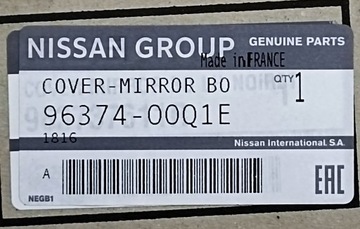 NISSAN GROUP GENUINE PARTS
Made in FRANCE
COVER-MIRROR BO QTY 1
96374-00Q1E
1816
Nissan International S.A.
A
EAC
NEGB1